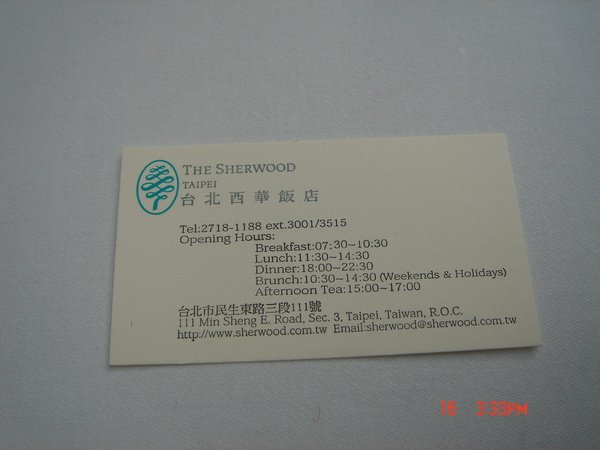 THE SHERWOOD
TAIPEI
台北西華飯店
Tel:2718-1188 ext.3001/3515
Opening Hours:
Breakfast:07:30~10:30
Lunch:11:30~14:30
Dinner:18:00~22:30
Brunch:10:30~14:30 (Weekends & Holidays)
Afternoon Tea:15:00~17:00
台北市民生東路三段111號
111 Min Sheng E. Road, Sec. 3, Taipei, Taiwan, R.O.C.
http://www.sherwood.com.tw Email:sherwood@sherwood.com.tw
16 3:33PM